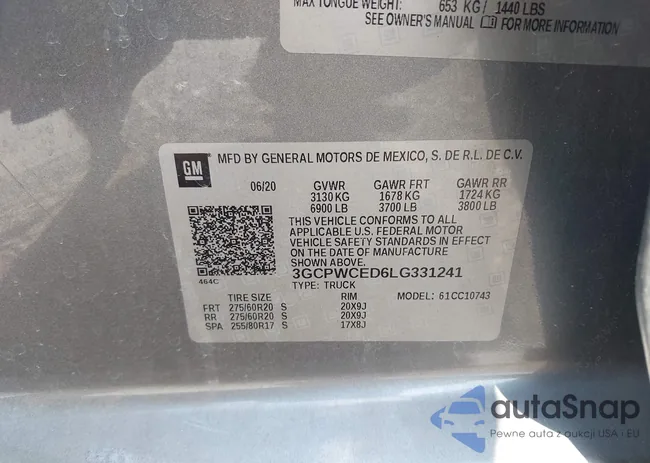 MAX TONGUE WEIGHT: 653 KG / 1440 LBS
SEE OWNER'S MANUAL FOR MORE INFORMATION
GM
MFD BY GENERAL MOTORS DE MEXICO, S. DE R.L. DE C.V.
06/20 GVWR GAWR FRT GAWR RR
3130 KG 1678 KG 1724 KG
6900 LB 3700 LB 3800 LB
THIS VEHICLE CONFORMS TO ALL
APPLICABLE U.S. FEDERAL MOTOR
VEHICLE SAFETY STANDARDS IN EFFECT
ON THE DATE OF MANUFACTURE
SHOWN ABOVE.
464C
3GCPWCED6LG331241
TYPE: TRUCK MODEL: 61CC10743
TIRE SIZE RIM
FRT 275/60R20 S 20X9J
RR 275/60R20 S 20X9J
SPA 255/80R17 S 17X8J
autaSnap
Pewne auta z aukcji USA - EU